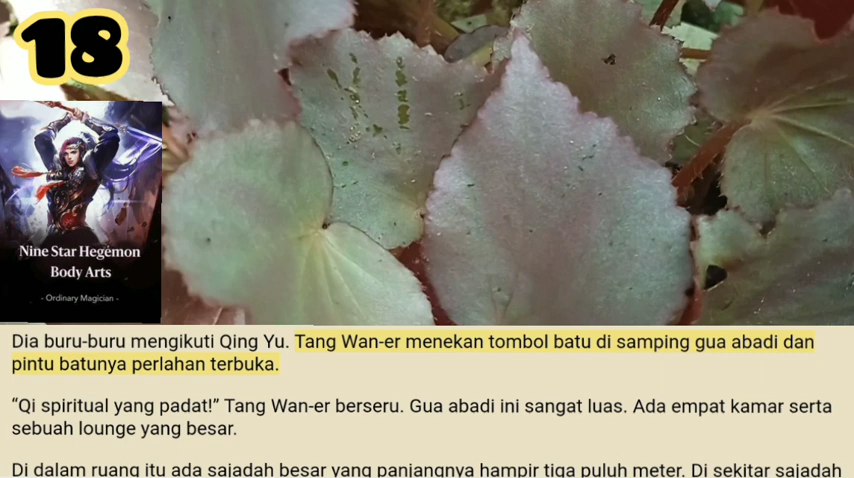 18
Nine Star Hegemon
Body Arts
- Ordinary Magician -
Dia buru-buru mengikuti Qing Yu. Tang Wan-er menekan tombol batu di samping gua abadi dan
pintu batunya perlahan terbuka.
“Qi spiritual yang padat!” Tang Wan-er berseru. Gua abadi ini sangat luas. Ada empat kamar serta
sebuah lounge yang besar.
Di dalam ruang itu ada sajadah besar yang panjangnya hampir tiga puluh meter. Di sekitar sajadah